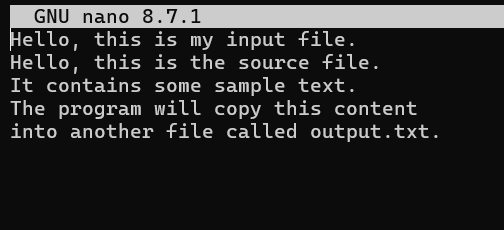 GNU nano 8.7.1
Hello, this is my input file.
Hello, this is the source file.
It contains some sample text.
The program will copy this content
into another file called output.txt.